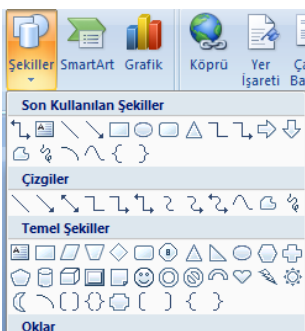 Şekiller SmartArt Grafik Köprü Yer İşareti
Son Kullanılan Şekiller
Çizgiler
Temel Şekiller
Oklar